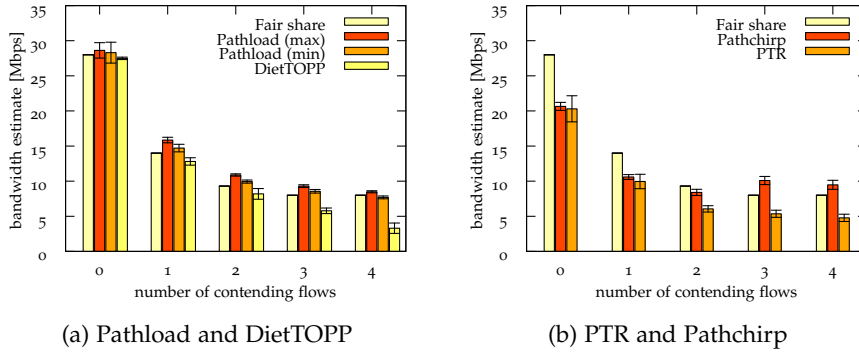 35
30
25
20
15
10
5
0
bandwidth estimate [Mbps]
Fair share
Pathload (max)
Pathload (min)
DietTOPP
0 1 2 3 4
number of contending flows
(a) Pathload and DietTOPP
35
30
25
20
15
10
5
0
bandwidth estimate [Mbps]
Fair share
Pathchirp
PTR
0 1 2 3 4
number of contending flows
(b) PTR and Pathchirp